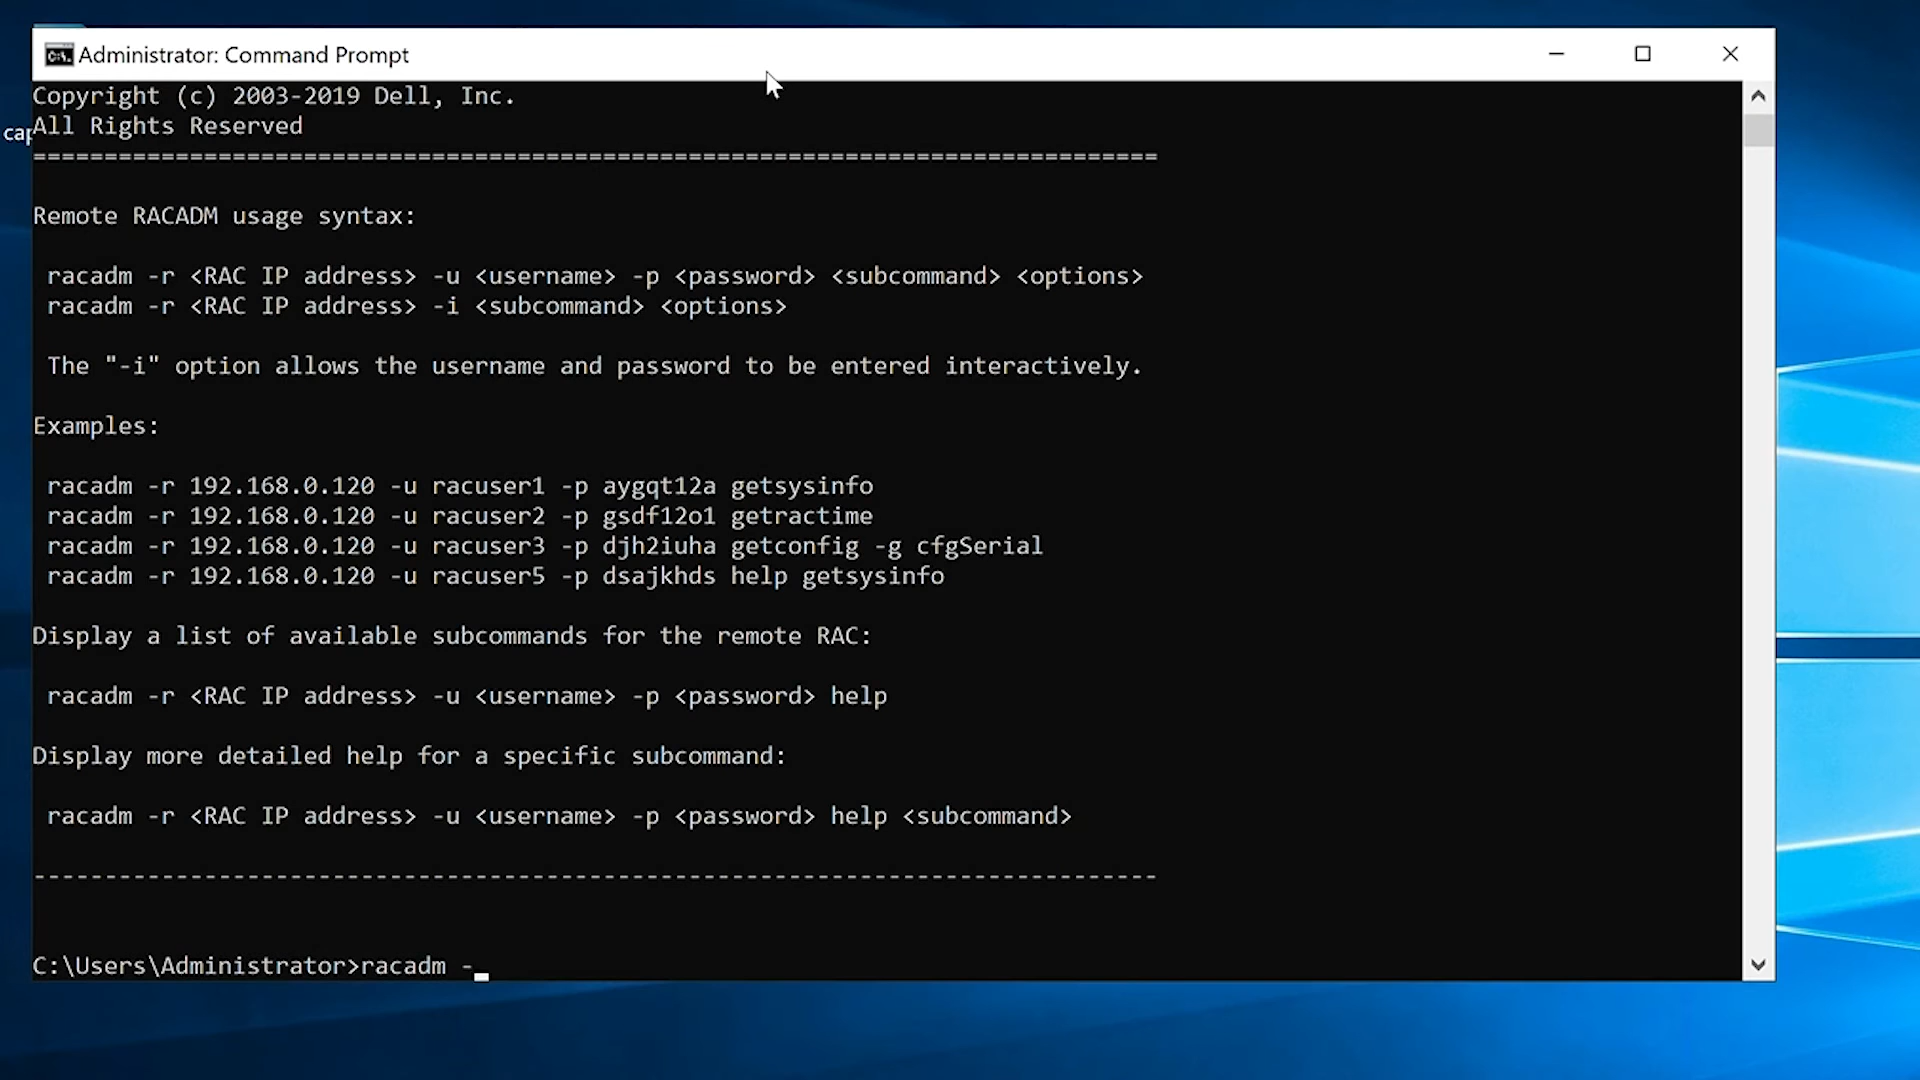 Administrator: Command Prompt
Copyright (c) 2003-2019 Dell, Inc.
cap
All Rights Reserved
===============================================================================
Remote RACADM usage syntax:
racadm -r <RAC IP address> -u <username> -p <password> <subcommand> <options>
racadm -r <RAC IP address> -i <subcommand> <options>
The "-i" option allows the username and password to be entered interactively.
Examples:
racadm -r 192.168.0.120 -u racuser1 -p aygqt12a getsysinfo
racadm -r 192.168.0.120 -u racuser2 -p gsdf12o1 getractime
racadm -r 192.168.0.120 -u racuser3 -p djh2iuha getconfig -g cfgSerial
racadm -r 192.168.0.120 -u racuser5 -p dsajkhds help getsysinfo
Display a list of available subcommands for the remote RAC:
racadm -r <RAC IP address> -u <username> -p <password> help
Display more detailed help for a specific subcommand:
racadm -r <RAC IP address> -u <username> -p <password> help <subcommand>
-------------------------------------------------------------------------------
C:\Users\Administrator>racadm -_